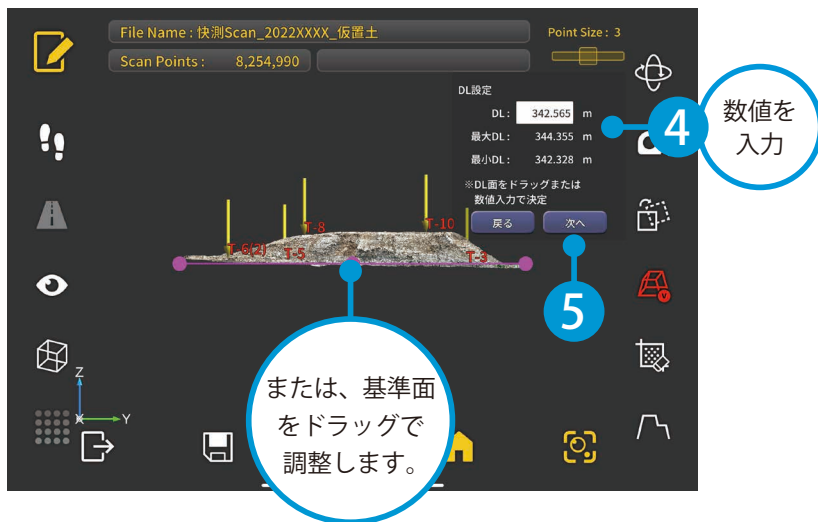 File Name : 快測Scan_2022XXXX_仮置土
Point Size : 3
Scan Points : 8,254,990
DL設定
DL : 342.565 m
最大DL : 344.355 m
最小DL : 342.328 m
※DL面をドラッグまたは
数値入力で決定
戻る 次へ
4
数値を
入力
5
T-8
T-10
T-6(2)
T-5
T-3
V
Z
X
Y
または、基準面
をドラッグで
調整します。